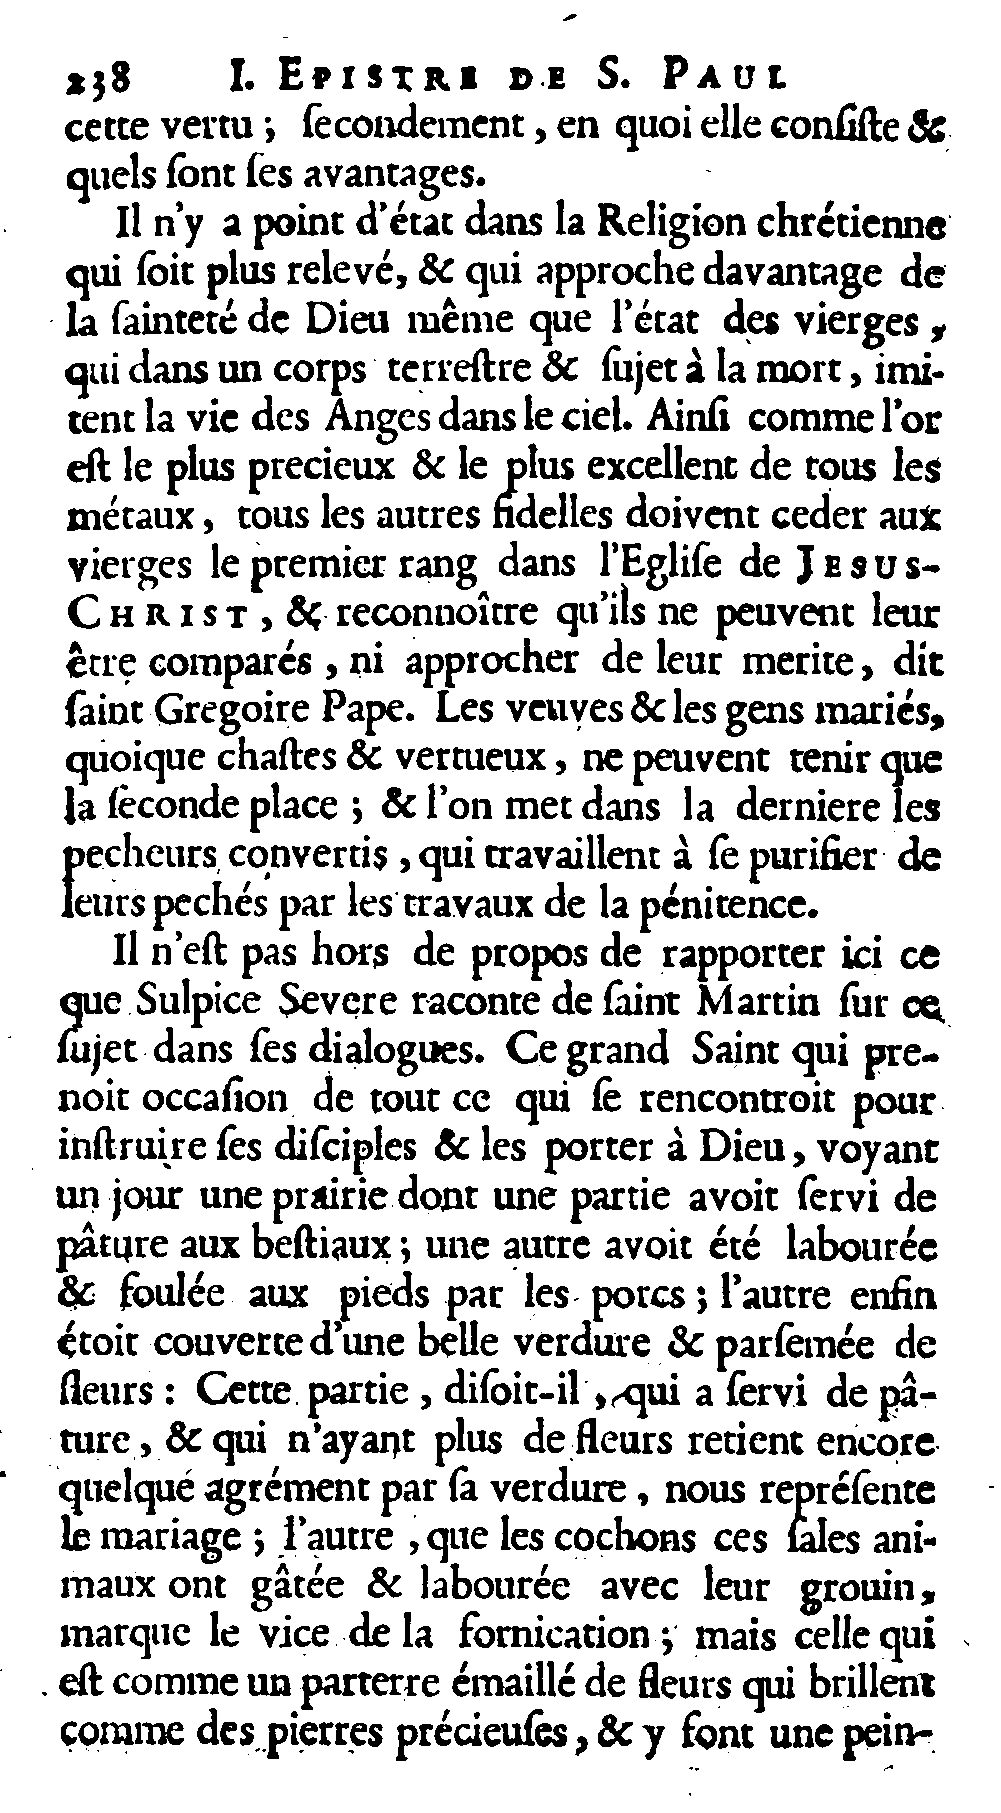 238 I. EPISTRE DE S. PAUL
cette vertu ; ſecondement, en quoi elle conſiſte &
quels ſont ſes avantages.
Il n'y a point d'état dans la Religion chrétienne
qui ſoit plus relevé, & qui approche davantage de
la ſainteté de Dieu même que l'état des vierges,
qui dans un corps terreſtre & ſujet à la mort, imi-
tent la vie des Anges dans le ciel. Ainſi comme l'or
eſt le plus precieux & le plus excellent de tous les
métaux, tous les autres fidelles doivent ceder aux
vierges le premier rang dans l'Egliſe de JESUS-
CHRIST, & reconnoître qu'ils ne peuvent leur
être comparés, ni approcher de leur merite, dit
ſaint Gregoire Pape. Les veuves & les gens mariés,
quoique chaſtes & vertueux, ne peuvent tenir que
la ſeconde place ; & l'on met dans la derniere les
pecheurs convertis, qui travaillent à ſe purifier de
leurs pechés par les travaux de la pénitence.
Il n'eſt pas hors de propos de rapporter ici ce
que Sulpice Severe raconte de ſaint Martin ſur ce
ſujet dans ſes dialogues. Ce grand Saint qui pre-
noit occaſion de tout ce qui ſe rencontroit pour
inſtruire ſes diſciples & les porter à Dieu, voyant
un jour une prairie dont une partie avoit ſervi de
pâture aux beſtiaux ; une autre avoit été labourée
& foulée aux pieds par les porcs ; l'autre enfin
étoit couverte d'une belle verdure & parſemée de
fleurs : Cette partie, diſoit-il, qui a ſervi de pâ-
ture, & qui n'ayant plus de fleurs retient encore
quelque agrément par ſa verdure, nous repréſente
le mariage ; l'autre, que les cochons ces ſales ani-
maux ont gâtée & labourée avec leur grouin,
marque le vice de la fornication ; mais celle qui
eſt comme un parterre émaillé de fleurs qui brillent
comme des pierres précieuſes, & y font une pein-